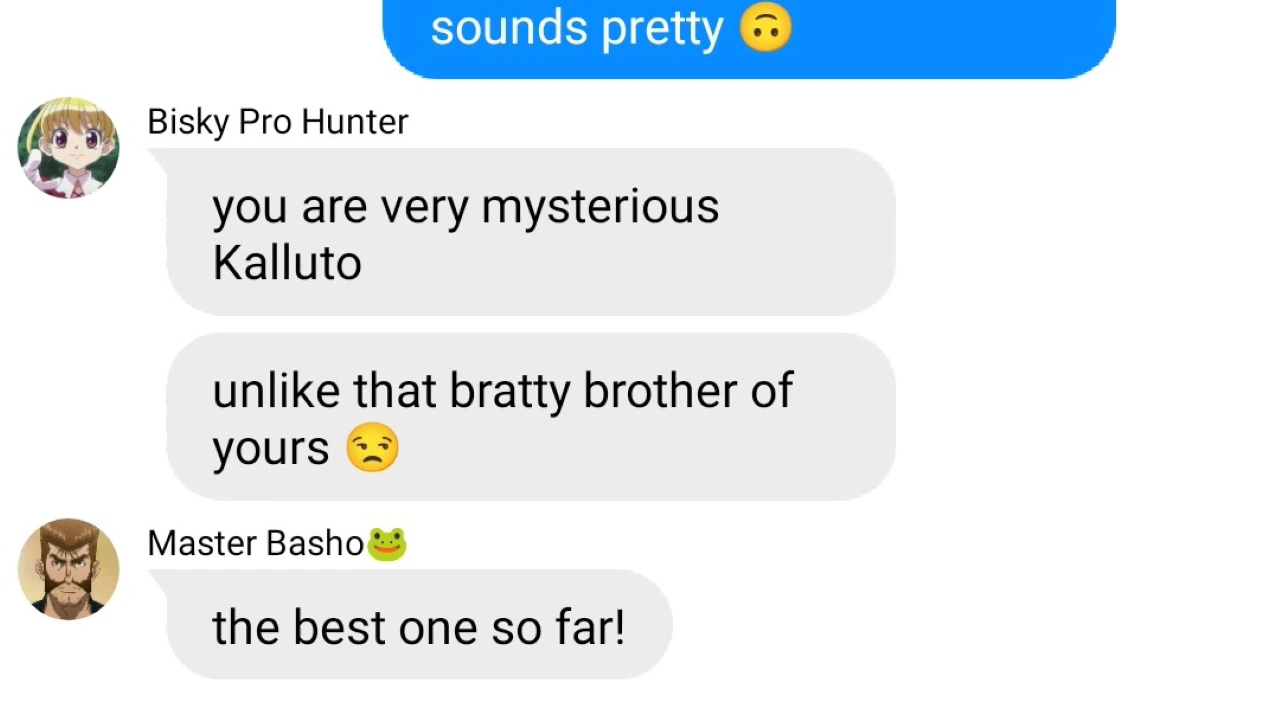 sounds pretty 🙃
Bisky Pro Hunter
you are very mysterious
Kalluto
unlike that bratty brother of
yours 😒
Master Basho🐸
the best one so far!